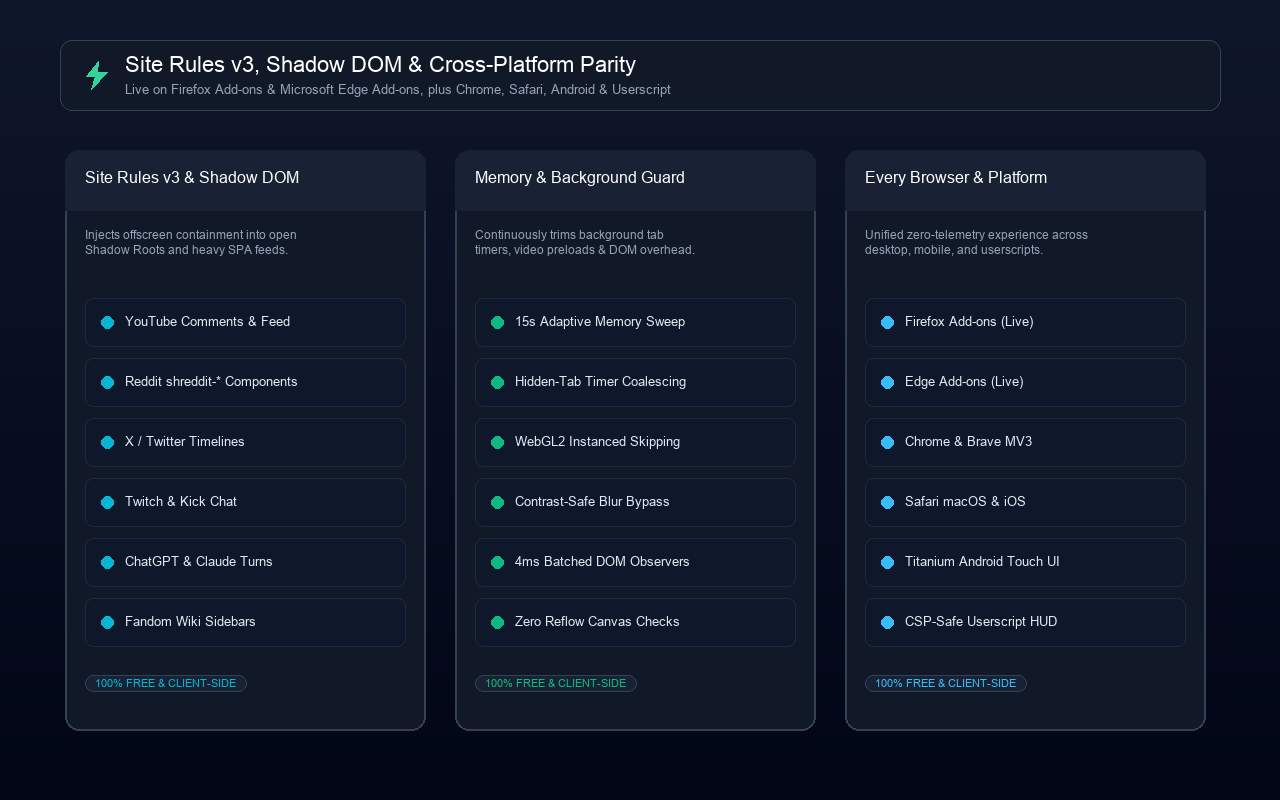 Site Rules v3, Shadow DOM & Cross-Platform Parity
Live on Firefox Add-ons & Microsoft Edge Add-ons, plus Chrome, Safari, Android & Userscript
Site Rules v3 & Shadow DOM
Injects offscreen containment into open
Shadow Roots and heavy SPA feeds.
YouTube Comments & Feed
Reddit shreddit-* Components
X / Twitter Timelines
Twitch & Kick Chat
ChatGPT & Claude Turns
Fandom Wiki Sidebars
100% FREE & CLIENT-SIDE
Memory & Background Guard
Continuously trims background tab
timers, video preloads & DOM overhead.
15s Adaptive Memory Sweep
Hidden-Tab Timer Coalescing
WebGL2 Instanced Skipping
Contrast-Safe Blur Bypass
4ms Batched DOM Observers
Zero Reflow Canvas Checks
100% FREE & CLIENT-SIDE
Every Browser & Platform
Unified zero-telemetry experience across
desktop, mobile, and userscripts.
Firefox Add-ons (Live)
Edge Add-ons (Live)
Chrome & Brave MV3
Safari macOS & iOS
Titanium Android Touch UI
CSP-Safe Userscript HUD
100% FREE & CLIENT-SIDE